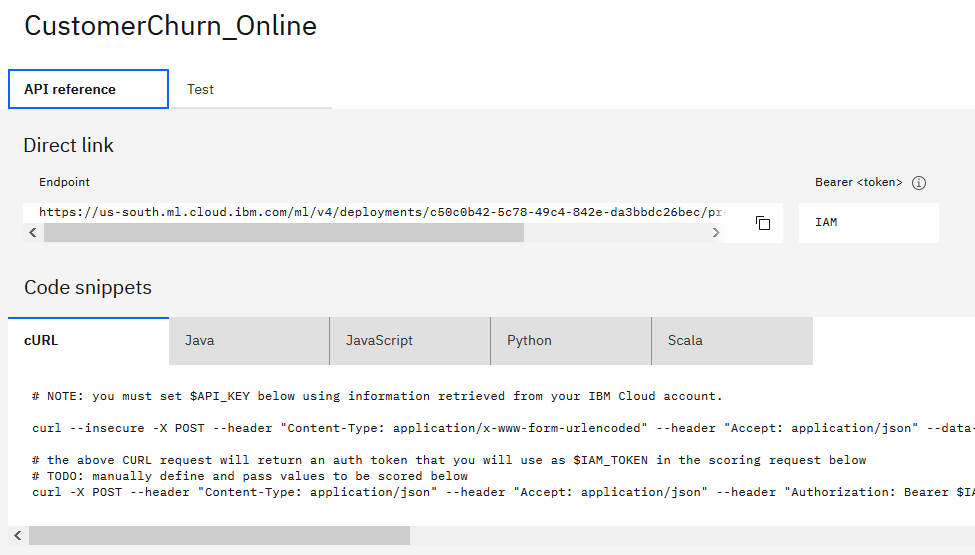 CustomerChurn_Online
API reference
Test
Direct link
Endpoint
Bearer <token>
https://us-south.ml.cloud.ibm.com/ml/v4/deployments/c50c0b42-5c78-49c4-842e-da3bbdc26bec/pr
IAM
Code snippets
cURL
Java
JavaScript
Python
Scala
# NOTE: you must set $API_KEY below using information retrieved from your IBM Cloud account.
curl --insecure -X POST --header "Content-Type: application/x-www-form-urlencoded" --header "Accept: application/json" --data-
# the above CURL request will return an auth token that you will use as $IAM_TOKEN in the scoring request below
# TODO: manually define and pass values to be scored below
curl -X POST --header "Content-Type: application/json" --header "Accept: application/json" --header "Authorization: Bearer $IA